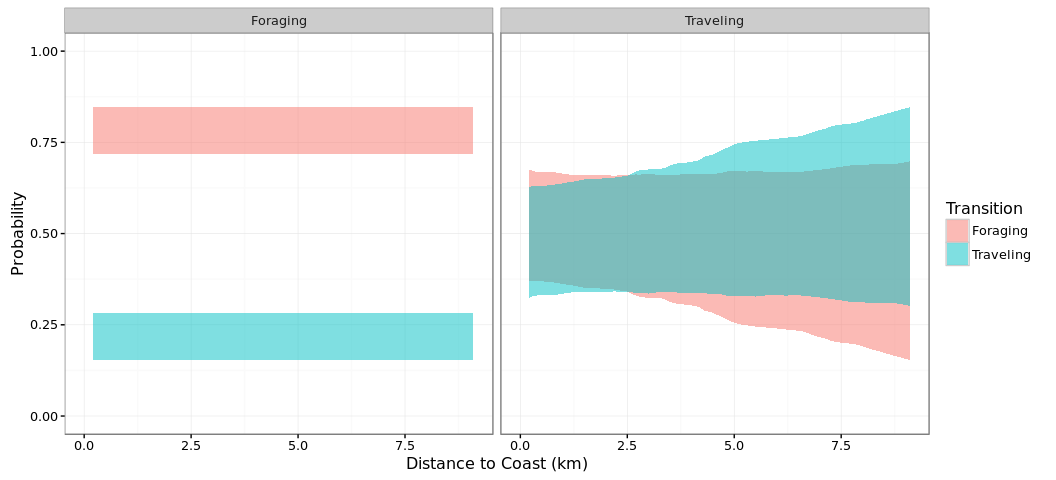 Foraging
Traveling
1.00
0.75
0.50
0.25
0.00
Probability
0.0 2.5 5.0 7.5
0.0 2.5 5.0 7.5
Distance to Coast (km)
Transition
Foraging
Traveling